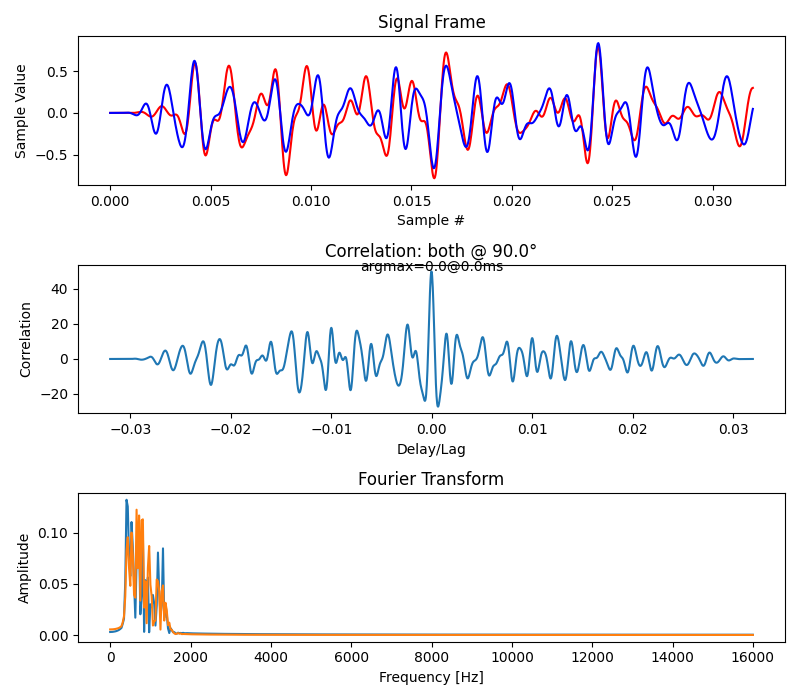 Signal Frame
Sample Value
0.5
0.0
−0.5
0.000 0.005 0.010 0.015 0.020 0.025 0.030
Sample #
Correlation: both @ 90.0°
argmax=0.0@0.0ms
Correlation
40
20
0
−20
−0.03 −0.02 −0.01 0.00 0.01 0.02 0.03
Delay/Lag
Fourier Transform
Amplitude
0.10
0.05
0.00
0 2000 4000 6000 8000 10000 12000 14000 16000
Frequency [Hz]